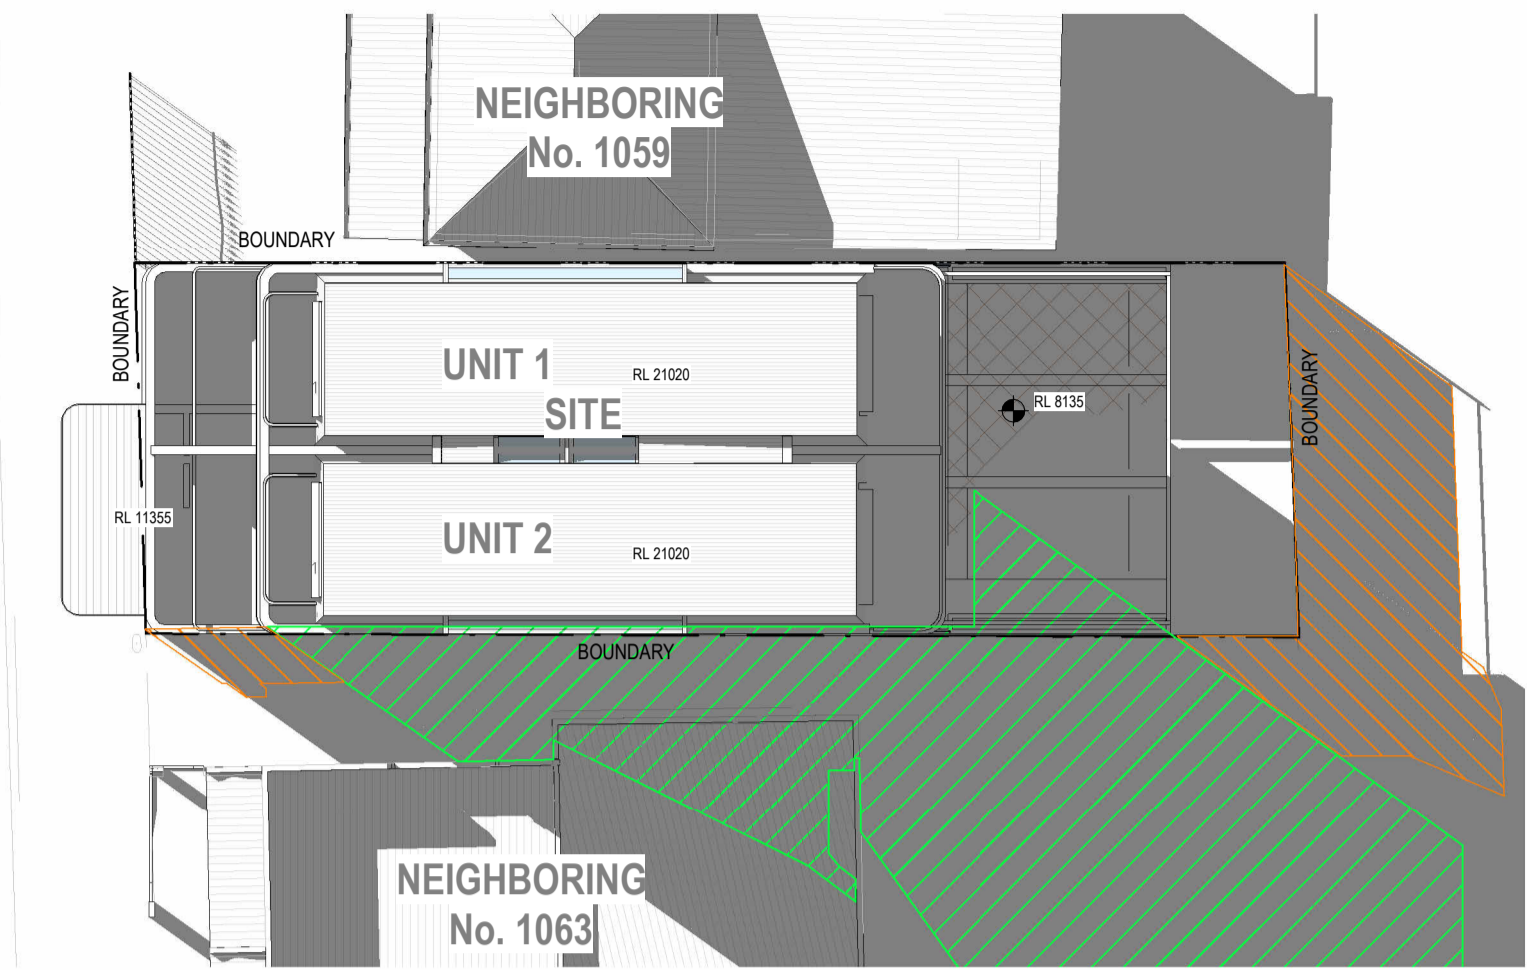 NEIGHBORING
No. 1059
BOUNDARY
BOUNDARY
UNIT 1
RL 21020
SITE
RL 8135
BOUNDARY
RL 11355
UNIT 2
RL 21020
BOUNDARY
NEIGHBORING
No. 1063